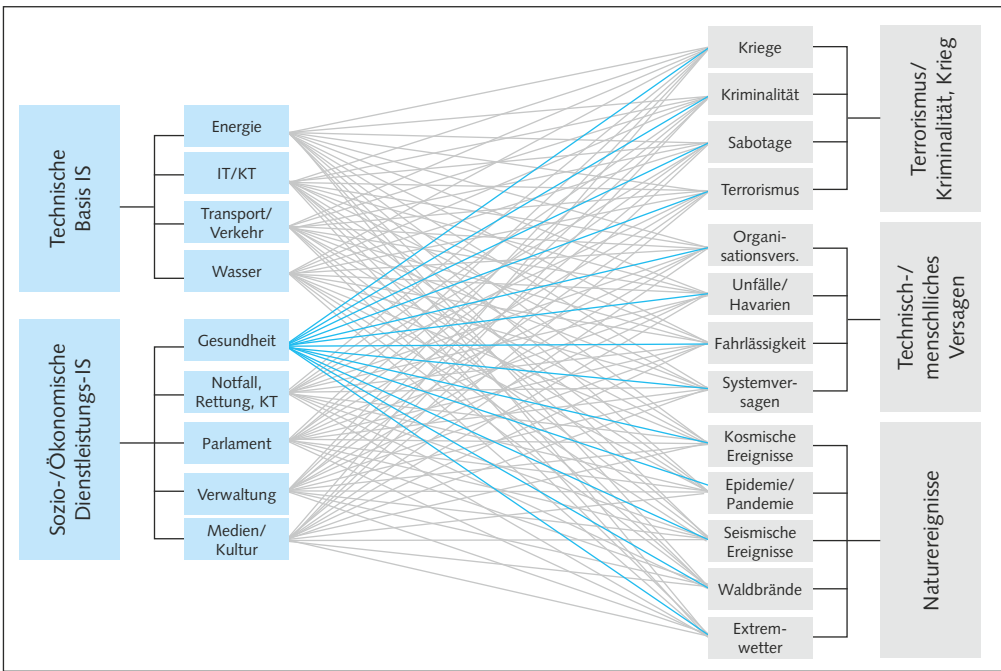 Technische
Basis IS
Energie
IT/KT
Transport/
Verkehr
Wasser
Sozio-/Ökonomische
Dienstleistungs-IS
Gesundheit
Notfall,
Rettung, KT
Parlament
Verwaltung
Medien/
Kultur
Kriege
Kriminalität
Sabotage
Terrorismus
Terrorismus/
Kriminalität, Krieg
Organi-
sationsvers.
Unfälle/
Havarien
Fahrlässigkeit
Systemver-
sagen
Technisch-/
menschlliches
Versagen
Kosmische
Ereignisse
Epidemie/
Pandemie
Seismische
Ereignisse
Waldbrände
Extrem-
wetter
Naturereignisse